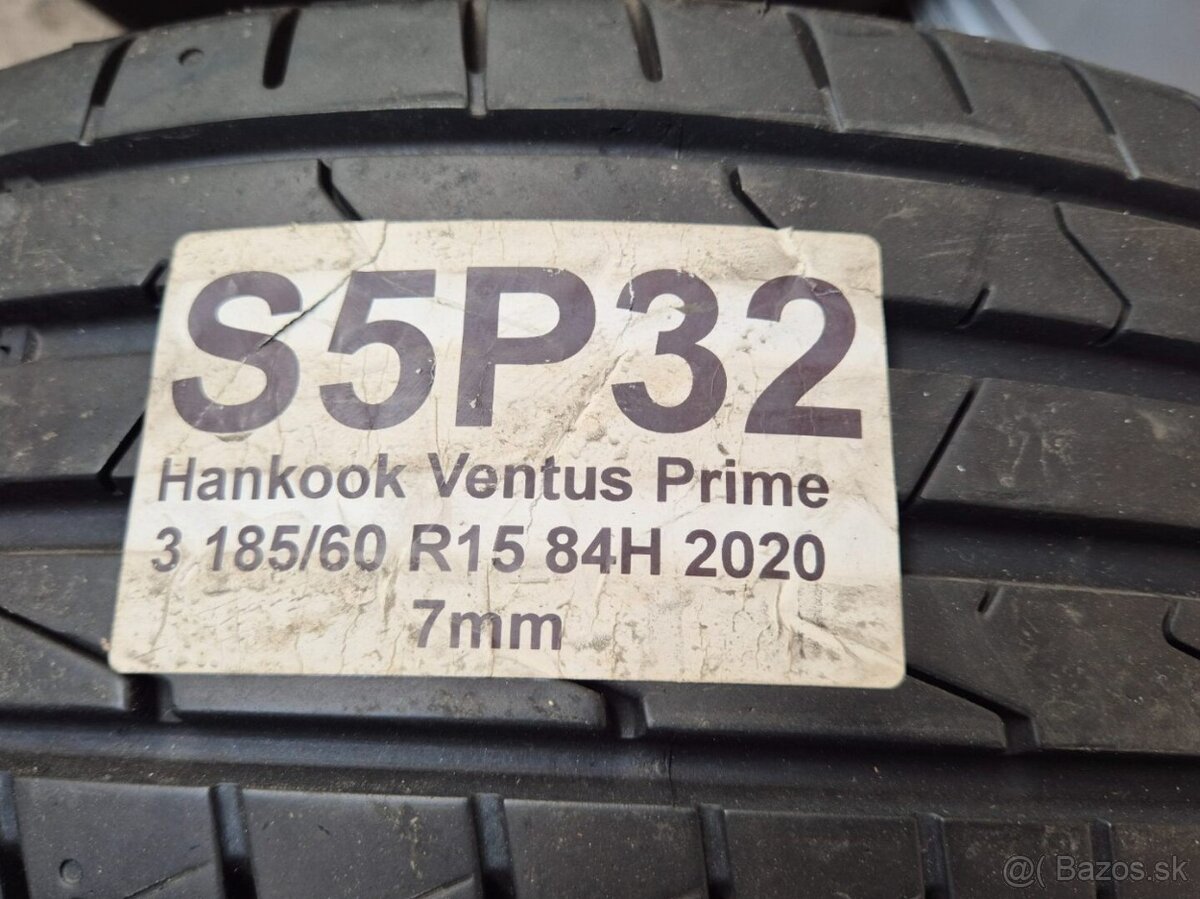 S5P32
Hankook Ventus Prime
3 185/60 R15 84H 2020
7mm
@( Bazos.sk